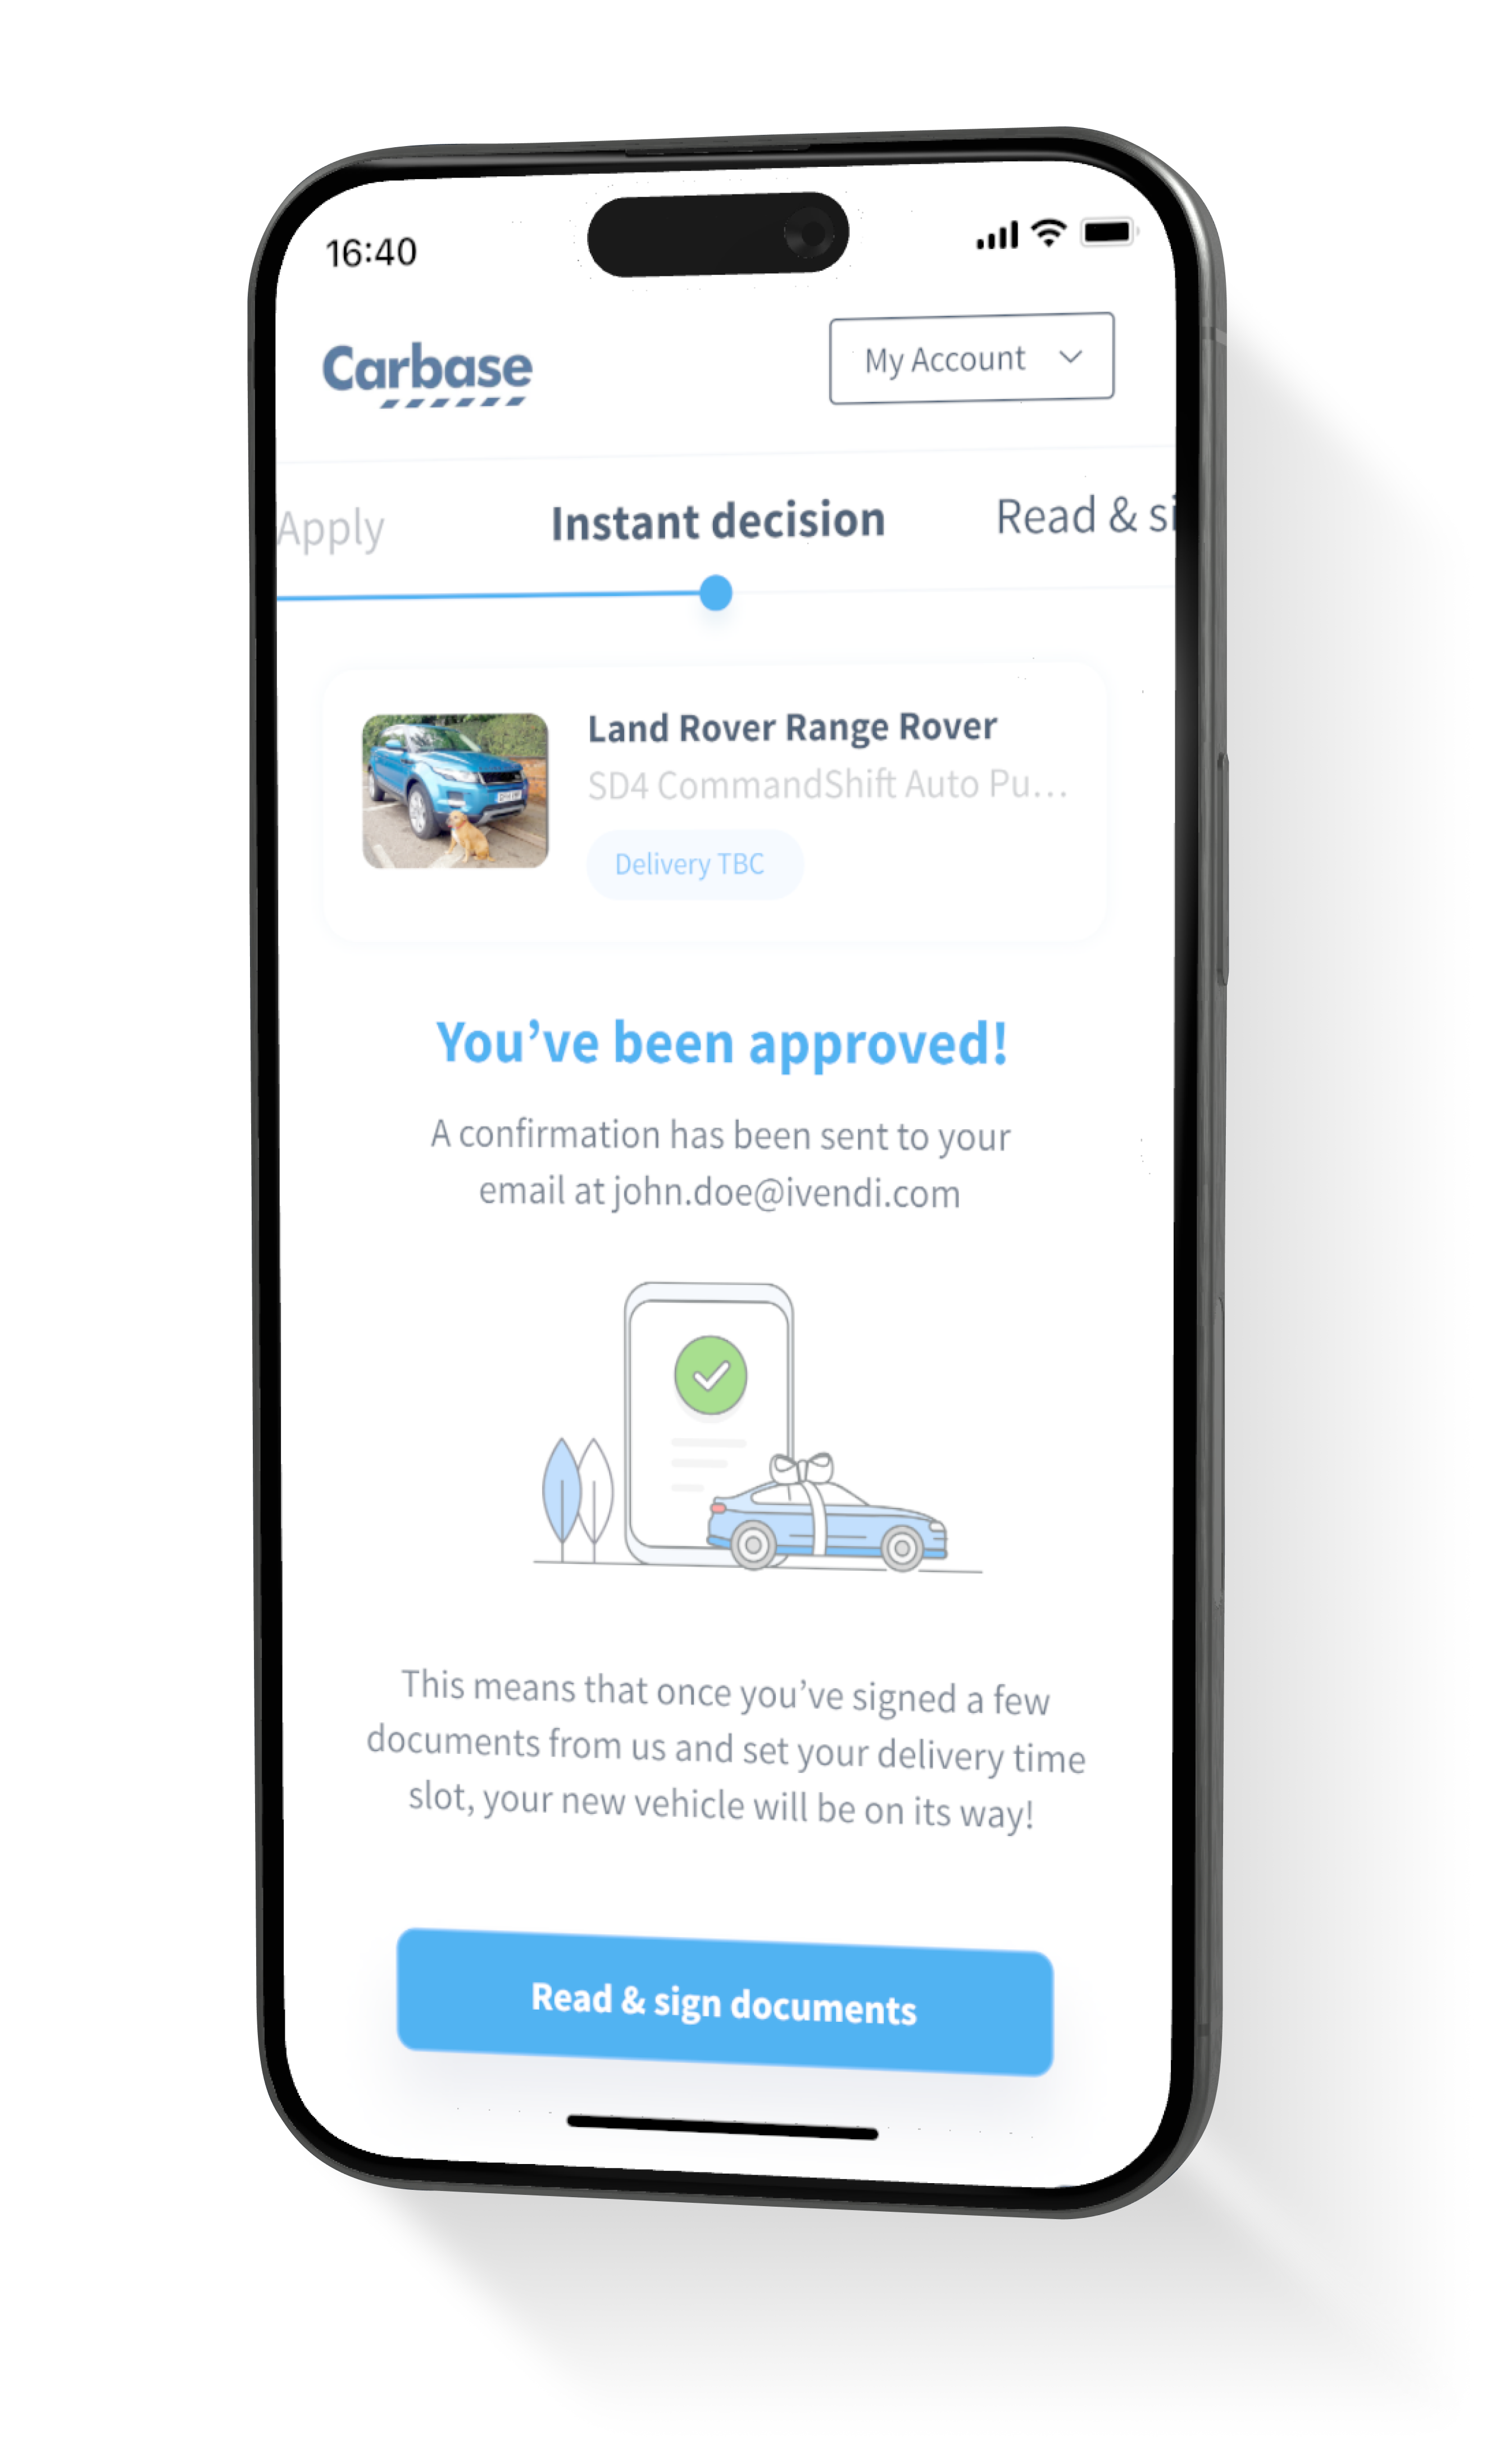 16:40
Carbase
My Account
Apply
Instant decision
Read & si
Land Rover Range Rover
SD4 CommandShift Auto Pu...
Delivery TBC
You’ve been approved!
A confirmation has been sent to your
email at john.doe@ivendi.com
This means that once you’ve signed a few
documents from us and set your delivery time
slot, your new vehicle will be on its way!
Read & sign documents